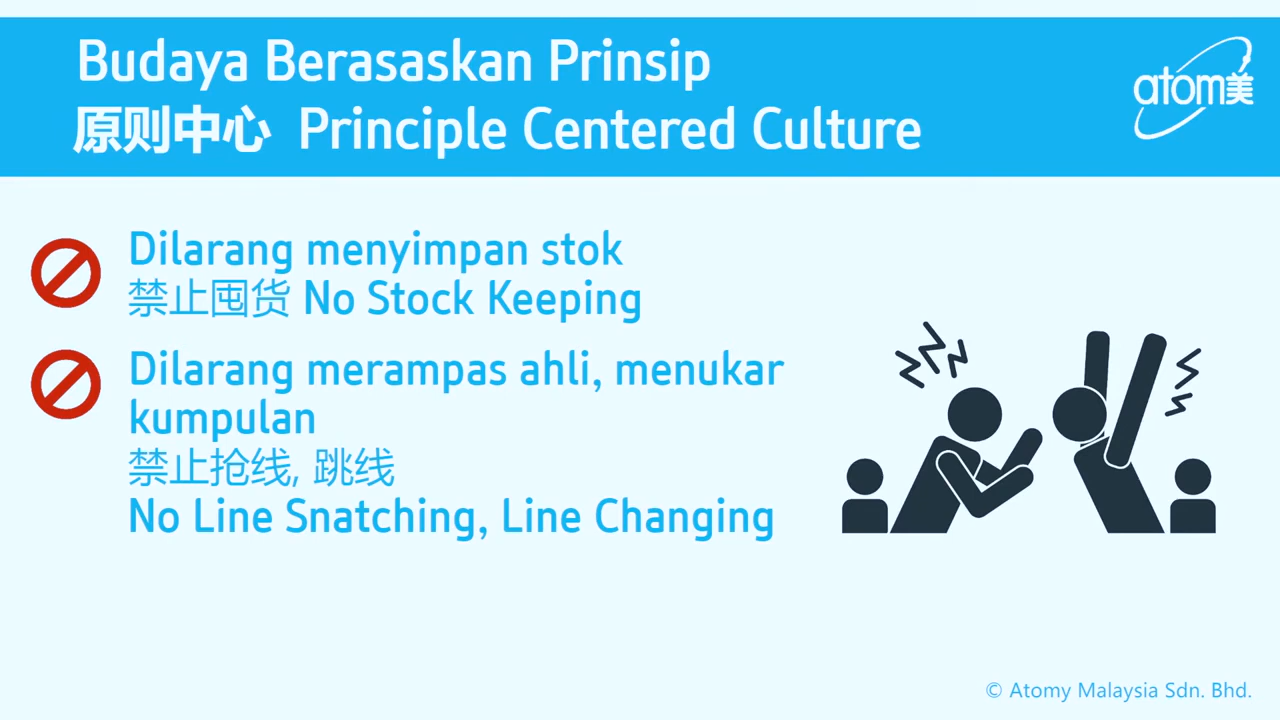 Budaya Berasaskan Prinsip
原则中心 Principle Centered Culture
atom美
Dilarang menyimpan stok
禁止囤货 No Stock Keeping
Dilarang merampas ahli, menukar
kumpulan
禁止抢线, 跳线
No Line Snatching, Line Changing
© Atomy Malaysia Sdn. Bhd.